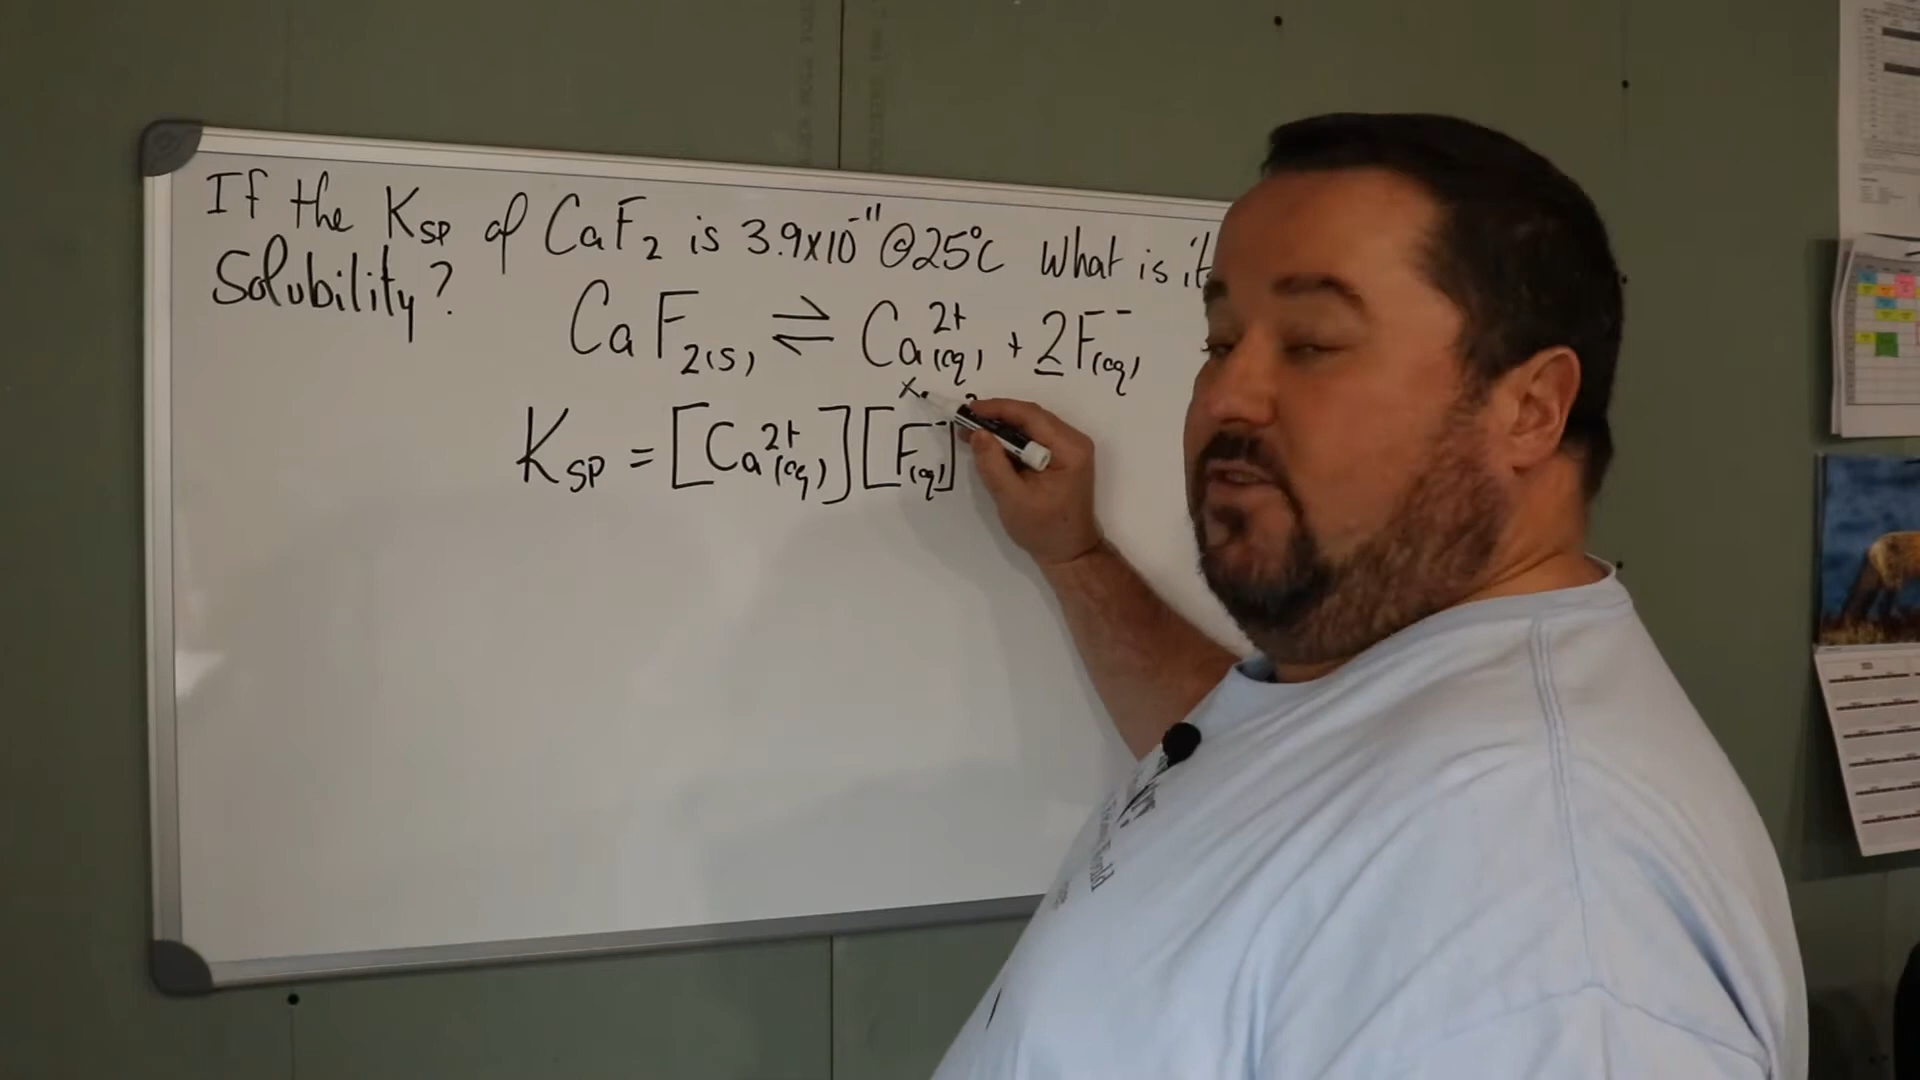 If the Ksp of CaF₂ is 3.9x10⁻¹¹ @25°C What is it
Solubility?
CaF₂(s) ⇌ Ca²⁺(aq) + 2F⁻(aq)
x
Ksp = [Ca²⁺(aq)][F⁻(aq)]²